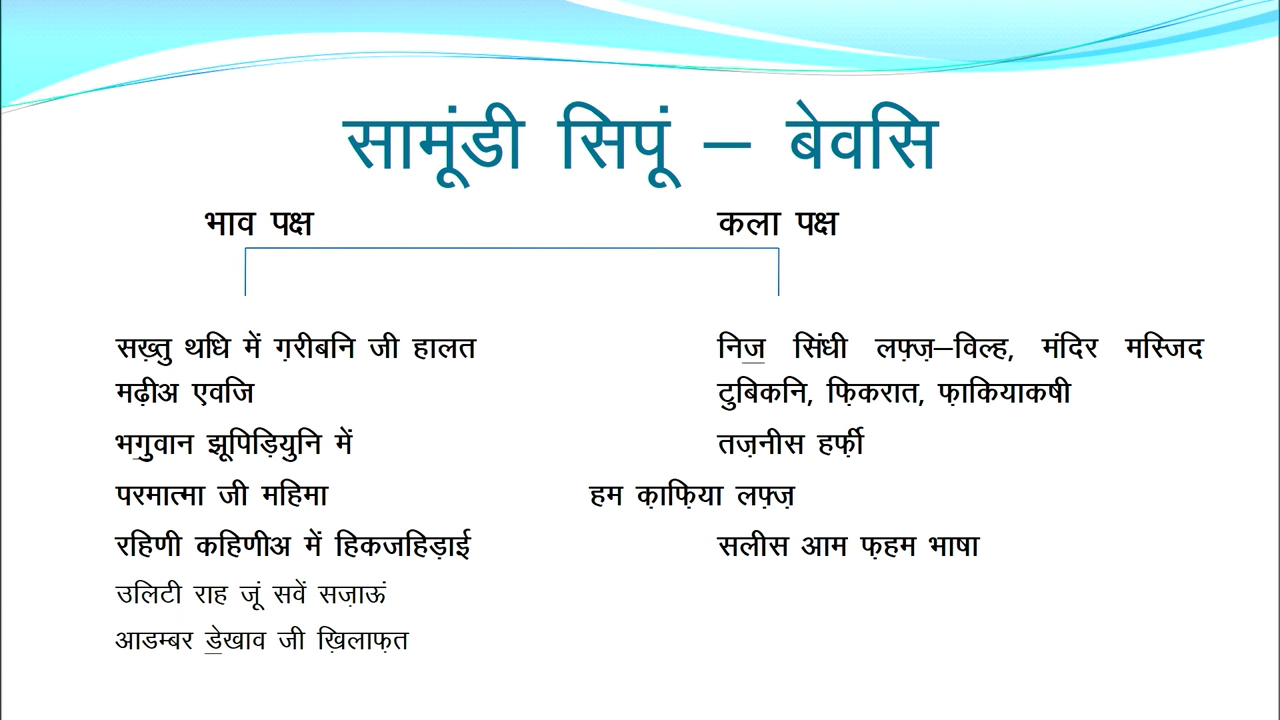 सामूंडी सिपूं – बेवसि
भाव पक्ष
कला पक्ष
सख़्तु थधि में ग़रीबनि जी हालत
मढ़ीअ एवजि
भगु॒वान झूपिड़ियुनि में
परमात्मा जी महिमा
रहिणी कहिणीअ में हिकजहिड़ाई
उलिटी राह जूं सवें सज़ाऊं
आडम्बर डे॒खाव जी ख़िलाफ़त
निज॒ सिंधी लफ़्ज़–विल्ह, मंदिर मस्जिद
टुबिकनि, फ़िकरात, फ़ाकियाकषी
तज़नीस हर्फ़ी
हम क़ाफ़िया लफ़्ज़
सलीस आम फ़हम भाषा